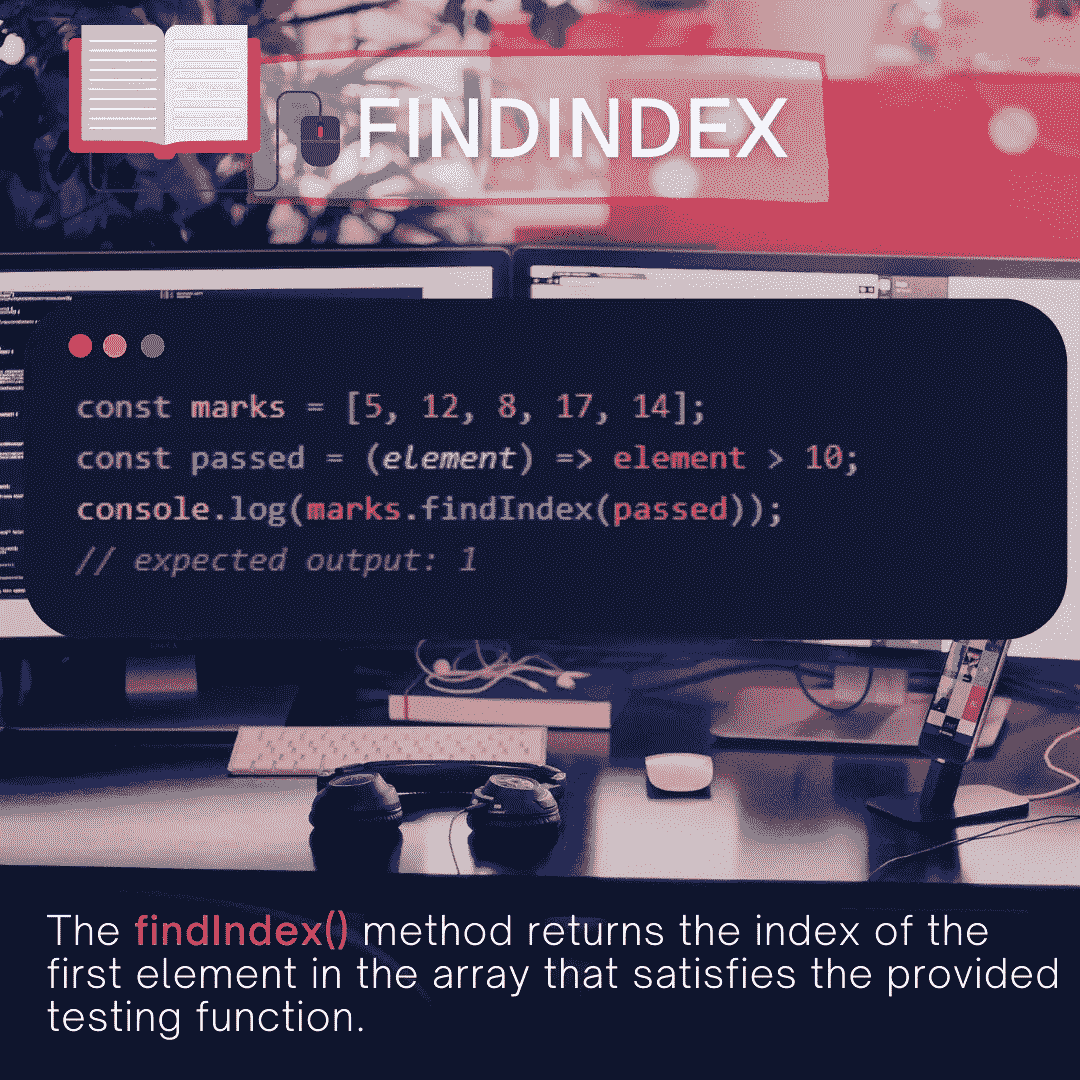 FINDINDEX
const marks = [5, 12, 8, 17, 14];
const passed = (element) => element > 10;
console.log(marks.findIndex(passed));
// expected output: 1
The findIndex() method returns the index of the
first element in the array that satisfies the provided
testing function.